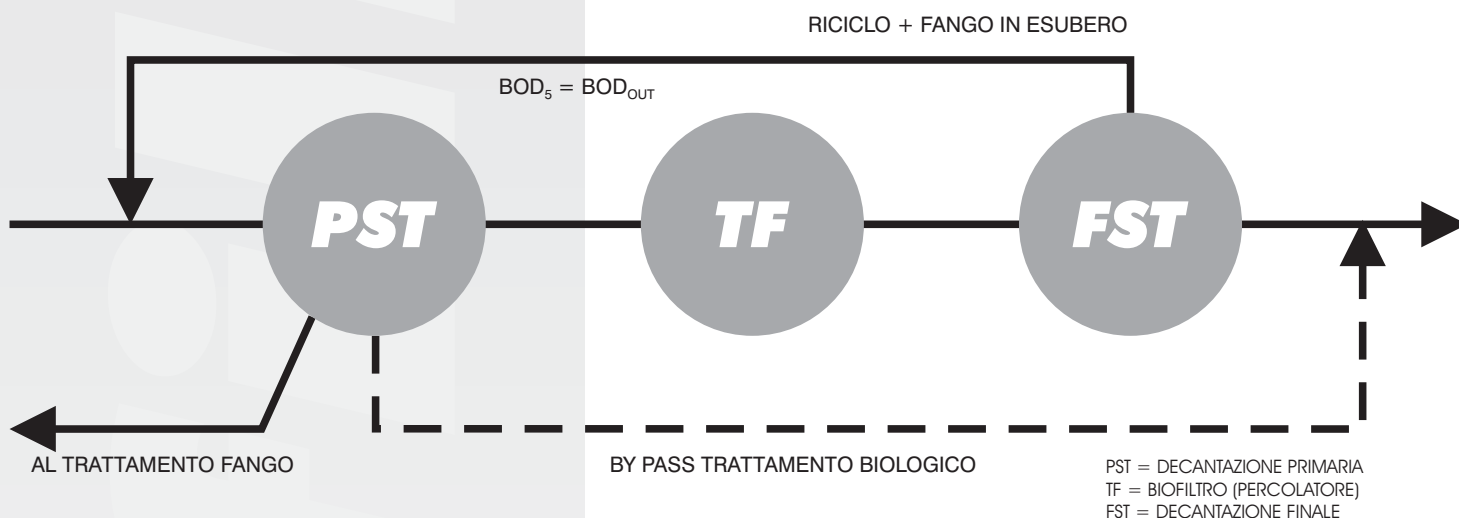 RICICLO + FANGO IN ESUBERO
BOD₅ = BOD_OUT
PST
TF
FST
AL TRATTAMENTO FANGO
BY PASS TRATTAMENTO BIOLOGICO
PST = DECANTAZIONE PRIMARIA
TF = BIOFILTRO (PERCOLATORE)
FST = DECANTAZIONE FINALE